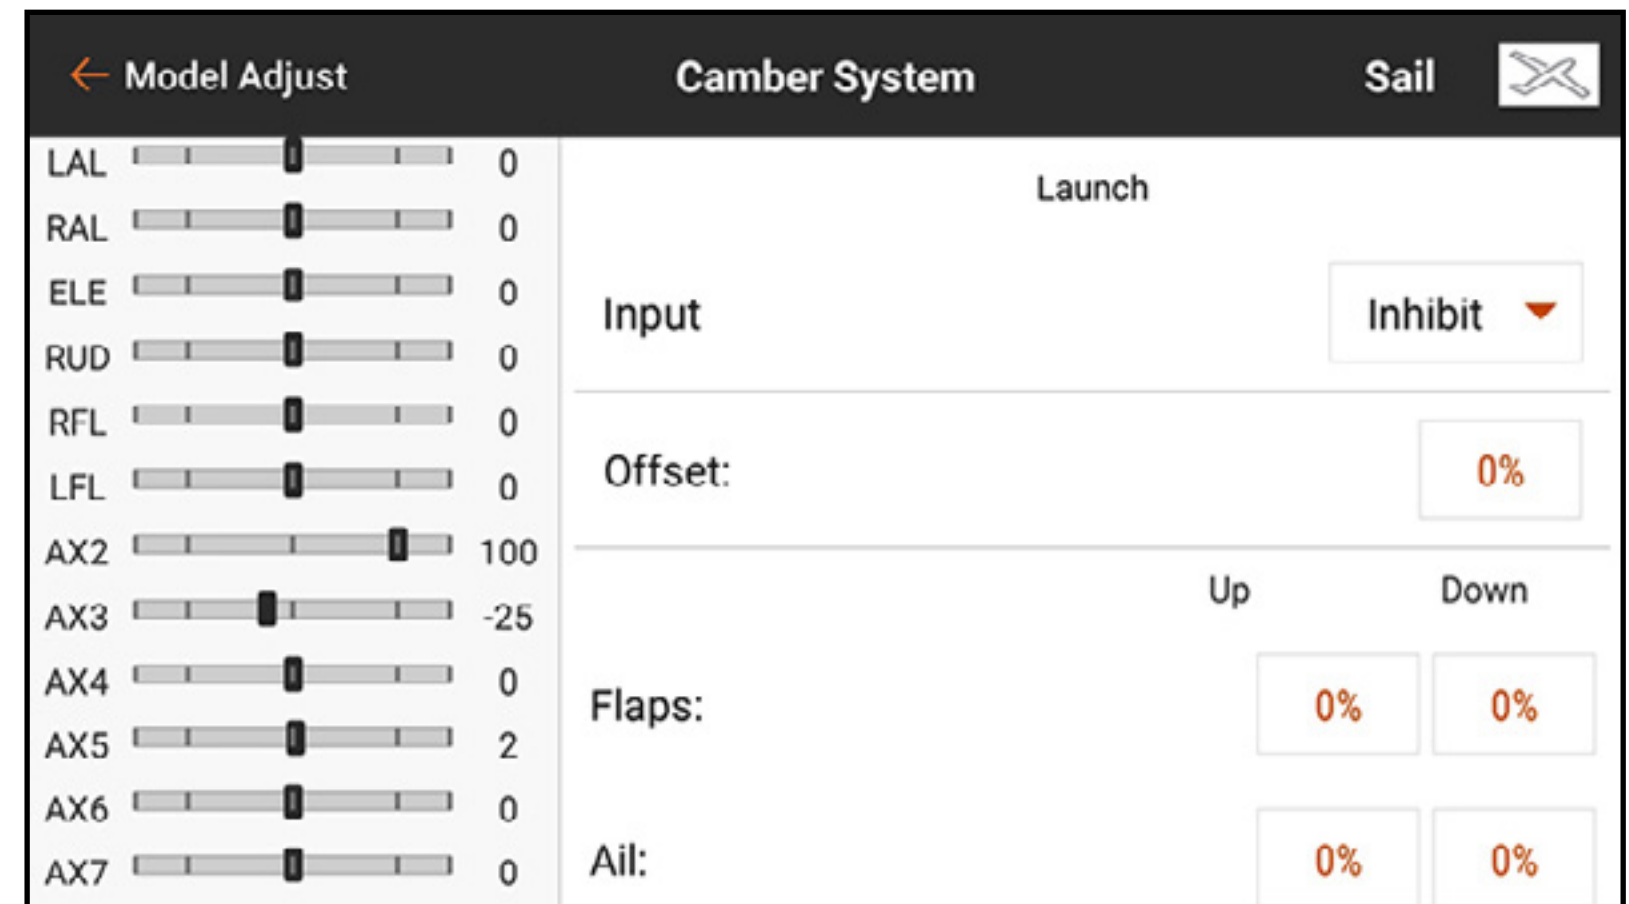 ← Model Adjust Camber System Sail
LAL 0
RAL 0
ELE 0
RUD 0
RFL 0
LFL 0
AX2 100
AX3 -25
AX4 0
AX5 2
AX6 0
AX7 0
Launch
Input Inhibit
Offset: 0%
Up Down
Flaps: 0% 0%
Ail: 0% 0%